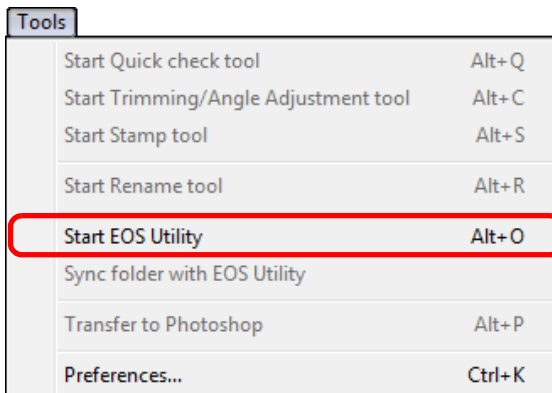 Tools
Start Quick check tool Alt+Q
Start Trimming/Angle Adjustment tool Alt+C
Start Stamp tool Alt+S
Start Rename tool Alt+R
Start EOS Utility Alt+O
Sync folder with EOS Utility
Transfer to Photoshop Alt+P
Preferences... Ctrl+K